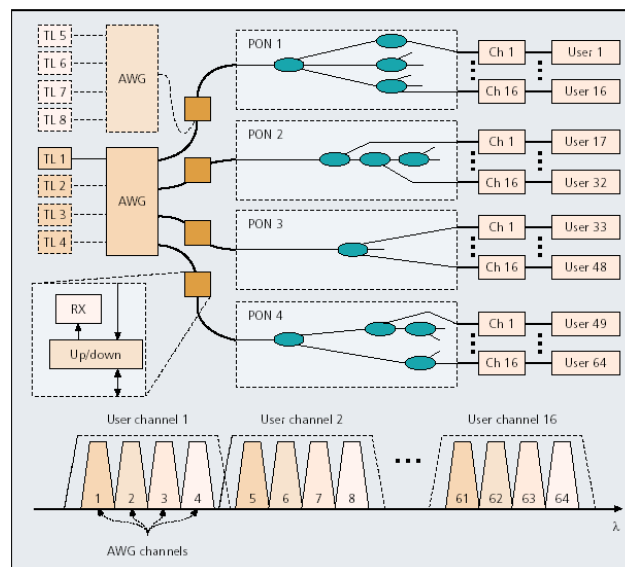 TL 5
TL 6
TL 7
TL 8
AWG
TL 1
TL 2
TL 3
TL 4
AWG
PON 1
Ch 1
User 1
Ch 16
User 16
PON 2
Ch 1
User 17
Ch 16
User 32
PON 3
Ch 1
User 33
Ch 16
User 48
PON 4
Ch 1
User 49
Ch 16
User 64
RX
Up/down
User channel 1
User channel 2
User channel 16
1 2 3 4 5 6 7 8 61 62 63 64
λ
AWG channels